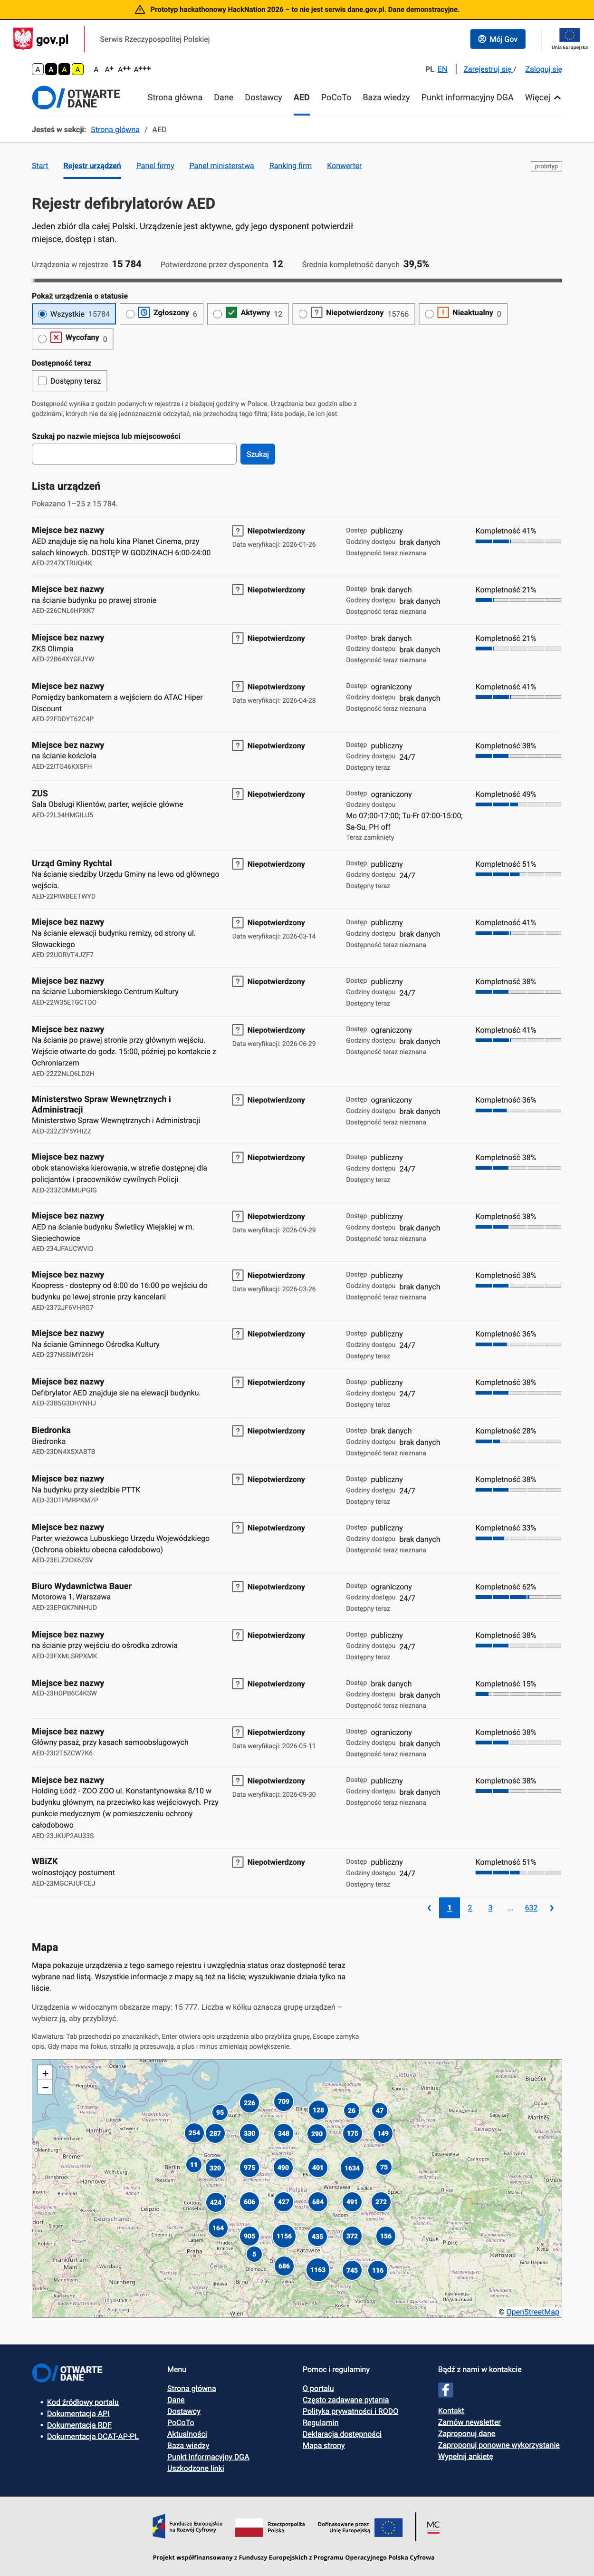 Prototyp hackathonowy HackNation 2026 – to nie jest serwis dane.gov.pl. Dane demonstracyjne.
gov.pl
Serwis Rzeczypospolitej Polskiej
Mój Gov
Unia Europejska
A A A A A A+ A++ A+++
PL EN Zarejestruj się / Zaloguj się
OTWARTE DANE
Strona główna Dane Dostawcy AED PoCoTo Baza wiedzy Punkt informacyjny DGA Więcej
Jesteś w sekcji: Strona główna / AED
Start Rejestr urządzeń Panel firmy Panel ministerstwa Ranking firm Konwerter prototyp
Rejestr defibrylatorów AED
Jeden zbiór dla całej Polski. Urządzenie jest aktywne, gdy jego dysponent potwierdził
miejsce, dostęp i stan.
Urządzenia w rejestrze 15 784 Potwierdzone przez dysponenta 12 Średnia kompletność danych 39,5%
Pokaż urządzenia o statusie
Wszystkie 15784 Zgłoszony 6 Aktywny 12 Niepotwierdzony 15766 Nieaktualny 0
Wycofany 0
Dostępność teraz
Dostępny teraz
Dostępność wynika z godzin podanych w rejestrze i z bieżącej godziny w Polsce. Urządzenia bez godzin albo z
godzinami, których nie da się jednoznacznie odczytać, nie przechodzą tego filtra; lista podaje, ile ich jest.
Szukaj po nazwie miejsca lub miejscowości
Szukaj
Lista urządzeń
Pokazano 1–25 z 15 784.
Miejsce bez nazwy
AED znajduje się na holu kina Planet Cinema, przy
salach kinowych. DOSTĘP W GODZINACH 6:00-24:00
AED-2247XTRUQI4K
Niepotwierdzony
Data weryfikacji: 2026-01-26
Dostęp publiczny
Godziny dostępu brak danych
Dostępność teraz nieznana
Kompletność 41%
Miejsce bez nazwy
na ścianie budynku po prawej stronie
AED-226CNL6HPXK7
Niepotwierdzony
Dostęp brak danych
Godziny dostępu brak danych
Dostępność teraz nieznana
Kompletność 21%
Miejsce bez nazwy
ZKS Olimpia
AED-22B64XYGFJYW
Niepotwierdzony
Dostęp brak danych
Godziny dostępu brak danych
Dostępność teraz nieznana
Kompletność 21%
Miejsce bez nazwy
Pomiędzy bankomatem a wejściem do ATAC Hiper
Discount
AED-22FDDYT62C4P
Niepotwierdzony
Data weryfikacji: 2026-04-28
Dostęp ograniczony
Godziny dostępu brak danych
Dostępność teraz nieznana
Kompletność 41%
Miejsce bez nazwy
na ścianie kościoła
AED-22ITG46KXSFH
Niepotwierdzony
Dostęp publiczny
Godziny dostępu 24/7
Dostępny teraz
Kompletność 38%
ZUS
Sala Obsługi Klientów, parter, wejście główne
AED-22L34HMGILU5
Niepotwierdzony
Dostęp ograniczony
Godziny dostępu
Mo 07:00-17:00; Tu-Fr 07:00-15:00;
Sa-Su, PH off
Teraz zamknięty
Kompletność 49%
Urząd Gminy Rychtal
Na ścianie siedziby Urzędu Gminy na lewo od głównego
wejścia.
AED-22PIWBEETWYD
Niepotwierdzony
Dostęp publiczny
Godziny dostępu 24/7
Dostępny teraz
Kompletność 51%
Miejsce bez nazwy
Na ścianie elewacji budynku remizy, od strony ul.
Słowackiego
AED-22UORVT4JZF7
Niepotwierdzony
Data weryfikacji: 2026-03-14
Dostęp publiczny
Godziny dostępu brak danych
Dostępność teraz nieznana
Kompletność 41%
Miejsce bez nazwy
na ścianie Lubomierskiego Centrum Kultury
AED-22W35ETGCTQO
Niepotwierdzony
Dostęp publiczny
Godziny dostępu 24/7
Dostępny teraz
Kompletność 38%
Miejsce bez nazwy
Na ścianie po prawej stronie przy głównym wejściu.
Wejście otwarte do godz. 15:00, później po kontakcie z
Ochroniarzem
AED-22Z2NLQ6LD2H
Niepotwierdzony
Data weryfikacji: 2026-06-29
Dostęp ograniczony
Godziny dostępu brak danych
Dostępność teraz nieznana
Kompletność 41%
Ministerstwo Spraw Wewnętrznych i
Administracji
Ministerstwo Spraw Wewnętrznych i Administracji
AED-232Z3Y5YHIZZ
Niepotwierdzony
Dostęp ograniczony
Godziny dostępu brak danych
Dostępność teraz nieznana
Kompletność 36%
Miejsce bez nazwy
obok stanowiska kierowania, w strefie dostępnej dla
policjantów i pracowników cywilnych Policji
AED-233ZOMMUPGIG
Niepotwierdzony
Dostęp publiczny
Godziny dostępu 24/7
Dostępny teraz
Kompletność 38%
Miejsce bez nazwy
AED na ścianie budynku Świetlicy Wiejskiej w m.
Sieciechowice
AED-234JFAUCWVID
Niepotwierdzony
Data weryfikacji: 2026-09-29
Dostęp publiczny
Godziny dostępu brak danych
Dostępność teraz nieznana
Kompletność 38%
Miejsce bez nazwy
Koopress - dostepny od 8:00 do 16:00 po wejściu do
budynku po lewej stronie przy kancelarii
AED-2372JF6VHRG7
Niepotwierdzony
Data weryfikacji: 2026-03-26
Dostęp publiczny
Godziny dostępu brak danych
Dostępność teraz nieznana
Kompletność 38%
Miejsce bez nazwy
Na ścianie Gminnego Ośrodka Kultury
AED-237N6SIMY26H
Niepotwierdzony
Dostęp publiczny
Godziny dostępu 24/7
Dostępny teraz
Kompletność 36%
Miejsce bez nazwy
Defibrylator AED znajduje sie na elewacji budynku.
AED-23B5G3DHYNHJ
Niepotwierdzony
Dostęp publiczny
Godziny dostępu 24/7
Dostępny teraz
Kompletność 38%
Biedronka
Biedronka
AED-23DN4XSXABTB
Niepotwierdzony
Dostęp brak danych
Godziny dostępu brak danych
Dostępność teraz nieznana
Kompletność 28%
Miejsce bez nazwy
Na budynku przy siedzibie PTTK
AED-23DTPMRPKM7P
Niepotwierdzony
Dostęp publiczny
Godziny dostępu 24/7
Dostępny teraz
Kompletność 38%
Miejsce bez nazwy
Parter wieżowca Lubuskiego Urzędu Wojewódzkiego
(Ochrona obiektu obecna całodobowo)
AED-23ELZ2CK6ZSV
Niepotwierdzony
Dostęp publiczny
Godziny dostępu brak danych
Dostępność teraz nieznana
Kompletność 33%
Biuro Wydawnictwa Bauer
Motorowa 1, Warszawa
AED-23EPGK7NNHUD
Niepotwierdzony
Dostęp ograniczony
Godziny dostępu 24/7
Dostępny teraz
Kompletność 62%
Miejsce bez nazwy
na ścianie przy wejściu do ośrodka zdrowia
AED-23FXMLSRPXMK
Niepotwierdzony
Dostęp publiczny
Godziny dostępu 24/7
Dostępny teraz
Kompletność 38%
Miejsce bez nazwy
AED-23HDPB6C4KSW
Niepotwierdzony
Dostęp brak danych
Godziny dostępu brak danych
Dostępność teraz nieznana
Kompletność 15%
Miejsce bez nazwy
Główny pasaż, przy kasach samoobsługowych
AED-23I2T5ZCW7K6
Niepotwierdzony
Data weryfikacji: 2026-05-11
Dostęp ograniczony
Godziny dostępu brak danych
Dostępność teraz nieznana
Kompletność 38%
Miejsce bez nazwy
Holding Łódź - ZOO ZOO ul. Konstantynowska 8/10 w
budynku głównym, na przeciwko kas wejściowych. Przy
punkcie medycznym (w pomieszczeniu ochrony
całodobowo
AED-23JKUP2AU33S
Niepotwierdzony
Data weryfikacji: 2026-09-30
Dostęp publiczny
Godziny dostępu brak danych
Dostępność teraz nieznana
Kompletność 38%
WBiZK
wolnostojący postument
AED-23MGCPJUFCEJ
Niepotwierdzony
Dostęp publiczny
Godziny dostępu 24/7
Dostępny teraz
Kompletność 51%
1 2 3 ... 632
Mapa
Mapa pokazuje urządzenia z tego samego rejestru i uwzględnia status oraz dostępność teraz
wybrane nad listą. Wszystkie informacje z mapy są też na liście; wyszukiwanie działa tylko na
liście.
Urządzenia w widocznym obszarze mapy: 15 777. Liczba w kółku oznacza grupę urządzeń –
wybierz ją, aby przybliżyć.
Klawiatura: Tab przechodzi po znacznikach, Enter otwiera opis urządzenia albo przybliża grupę, Escape zamyka
opis. Gdy mapa ma fokus, strzałki ją przesuwają, a plus i minus zmieniają powiększenie.
+
−
95 226 709 128 26 47
254 287 330 348 290 175 149
11 320 975 490 401 1634 75
424 606 427 684 491 272
164 905 1156 435 372 156
5 686 1163 745 116
© OpenStreetMap
OTWARTE DANE
Kod źródłowy portalu
Dokumentacja API
Dokumentacja RDF
Dokumentacja DCAT-AP-PL
Menu
Strona główna
Dane
Dostawcy
PoCoTo
Aktualności
Baza wiedzy
Punkt informacyjny DGA
Uszkodzone linki
Pomoc i regulaminy
O portalu
Często zadawane pytania
Polityka prywatności i RODO
Regulamin
Deklaracja dostępności
Mapa strony
Bądź z nami w kontakcie
Kontakt
Zamów newsletter
Zaproponuj dane
Zaproponuj ponowne wykorzystanie
Wypełnij ankietę
Fundusze Europejskie
na Rozwój Cyfrowy
Rzeczpospolita
Polska
Dofinansowane przez
Unię Europejską
MC
Projekt współfinansowany z Funduszy Europejskich z Programu Operacyjnego Polska Cyfrowa